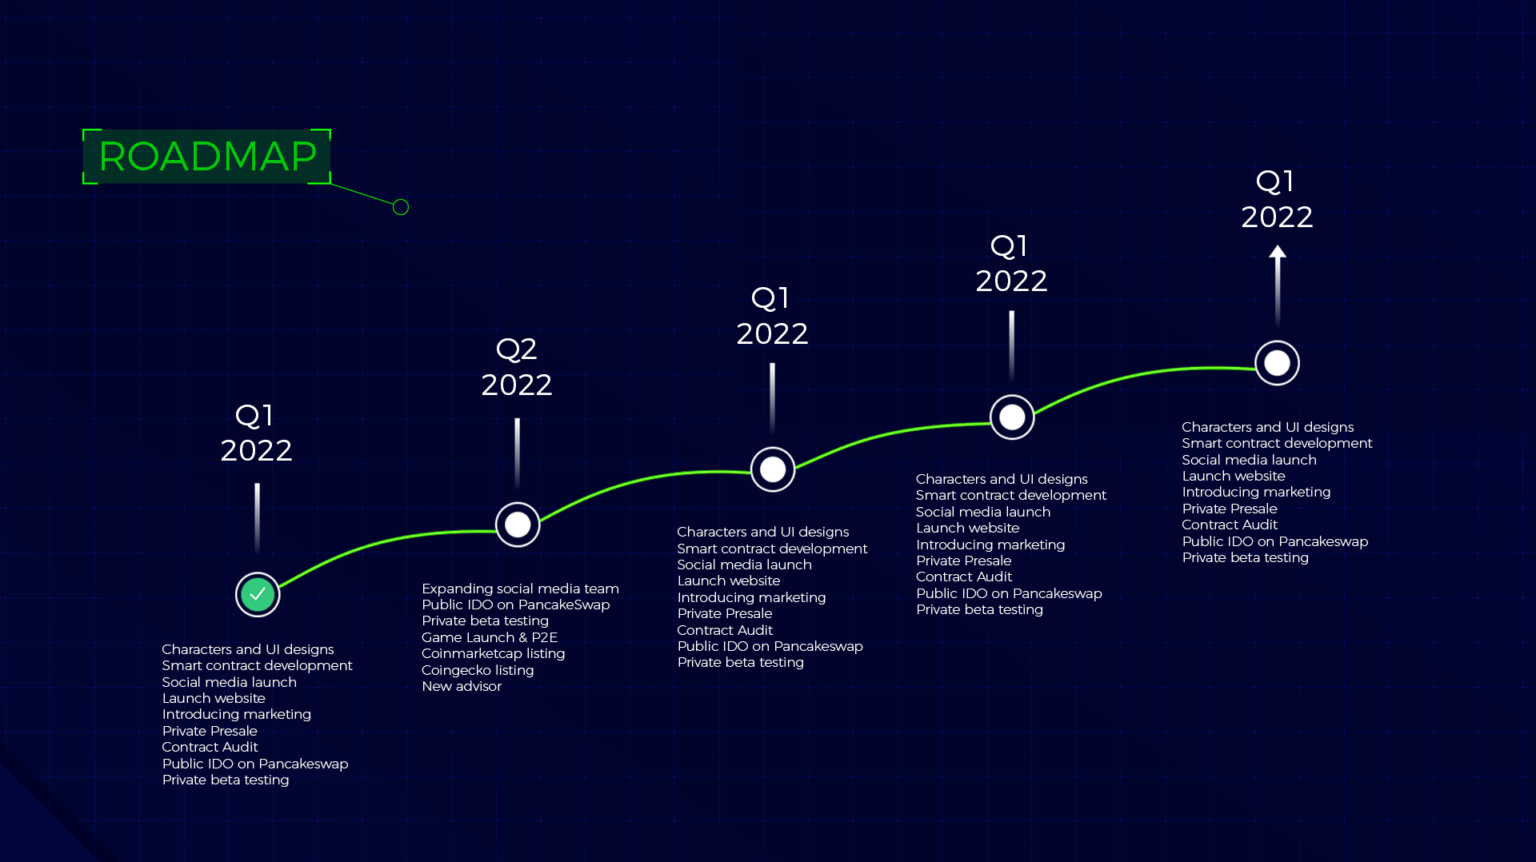 ROADMAP
Q1
2022
Characters and UI designs
Smart contract development
Social media launch
Launch website
Introducing marketing
Private Presale
Contract Audit
Public IDO on Pancakeswap
Private beta testing
Q2
2022
Expanding social media team
Public IDO on PancakeSwap
Private beta testing
Game Launch & P2E
Coinmarketcap listing
Coingecko listing
New advisor
Q1
2022
Characters and UI designs
Smart contract development
Social media launch
Launch website
Introducing marketing
Private Presale
Contract Audit
Public IDO on Pancakeswap
Private beta testing
Q1
2022
Characters and UI designs
Smart contract development
Social media launch
Launch website
Introducing marketing
Private Presale
Contract Audit
Public IDO on Pancakeswap
Private beta testing
Q1
2022
Characters and UI designs
Smart contract development
Social media launch
Launch website
Introducing marketing
Private Presale
Contract Audit
Public IDO on Pancakeswap
Private beta testing